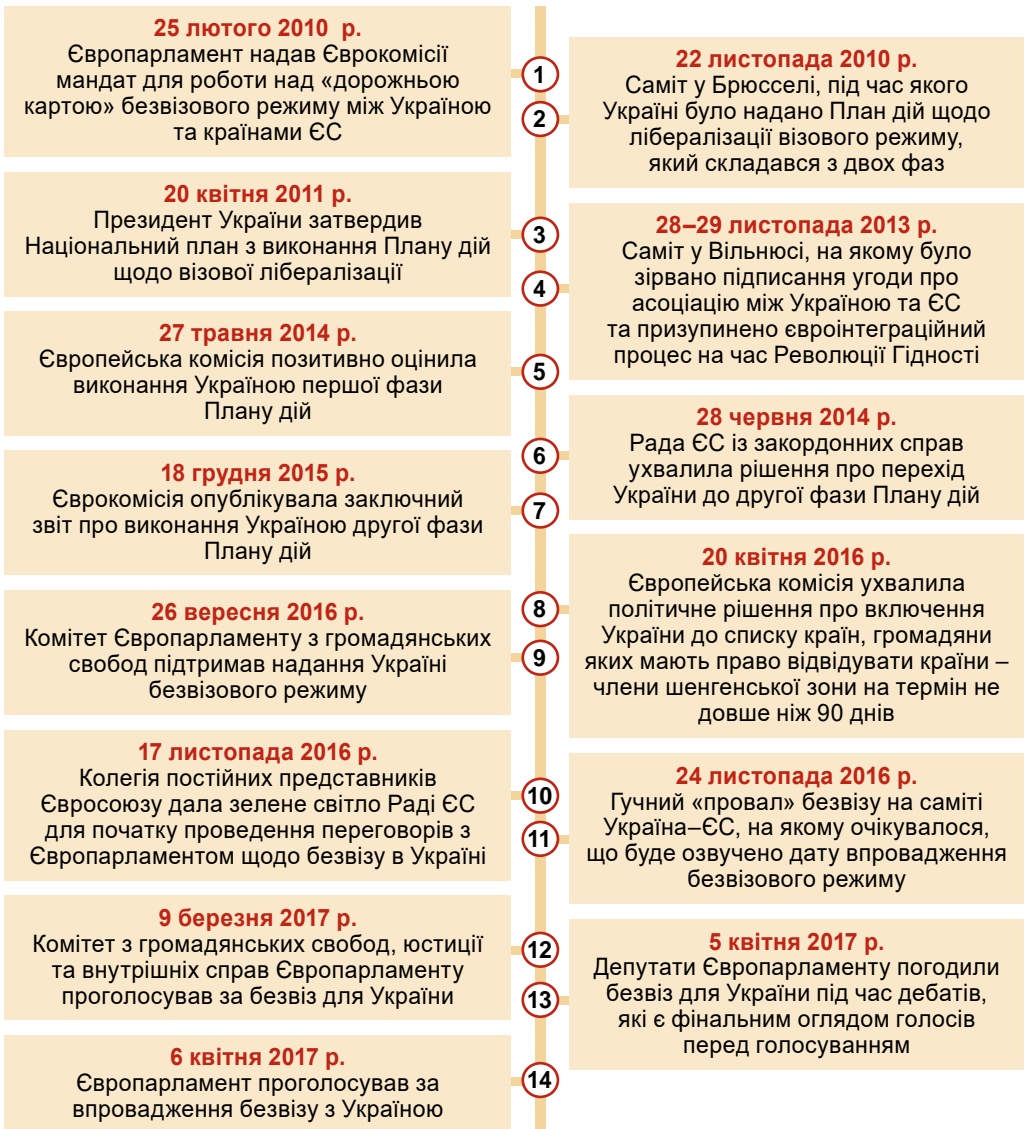 25 лютого 2010 р.
Європарламент надав Єврокомісії
мандат для роботи над «дорожньою
картою» безвізового режиму між Україною
та країнами ЄС
1
22 листопада 2010 р.
Саміт у Брюсселі, під час якого
Україні було надано План дій щодо
лібералізації візового режиму,
який складався з двох фаз
2
20 квітня 2011 р.
Президент України затвердив
Національний план з виконання Плану дій
щодо візової лібералізації
3
28–29 листопада 2013 р.
Саміт у Вільнюсі, на якому було
зірвано підписання угоди про
асоціацію між Україною та ЄС
та призупинено євроінтеграційний
процес на час Революції Гідності
4
27 травня 2014 р.
Європейська комісія позитивно оцінила
виконання Україною першої фази
Плану дій
5
28 червня 2014 р.
Рада ЄС із закордонних справ
ухвалила рішення про перехід
України до другої фази Плану дій
6
18 грудня 2015 р.
Єврокомісія опублікувала заключний
звіт про виконання Україною другої фази
Плану дій
7
20 квітня 2016 р.
Європейська комісія ухвалила
політичне рішення про включення
України до списку країн, громадяни
яких мають право відвідувати країни –
члени шенгенської зони на термін не
довше ніж 90 днів
8
26 вересня 2016 р.
Комітет Європарламенту з громадянських
свобод підтримав надання Україні
безвізового режиму
9
17 листопада 2016 р.
Колегія постійних представників
Євросоюзу дала зелене світло Раді ЄС
для початку проведення переговорів з
Європарламентом щодо безвізу в Україні
10
24 листопада 2016 р.
Гучний «провал» безвізу на саміті
Україна–ЄС, на якому очікувалося,
що буде озвучено дату впровадження
безвізового режиму
11
9 березня 2017 р.
Комітет з громадянських свобод, юстиції
та внутрішніх справ Європарламенту
проголосував за безвіз для України
12
5 квітня 2017 р.
Депутати Європарламенту погодили
безвіз для України під час дебатів,
які є фінальним оглядом голосів
перед голосуванням
13
6 квітня 2017 р.
Європарламент проголосував за
впровадження безвізу з Україною
14